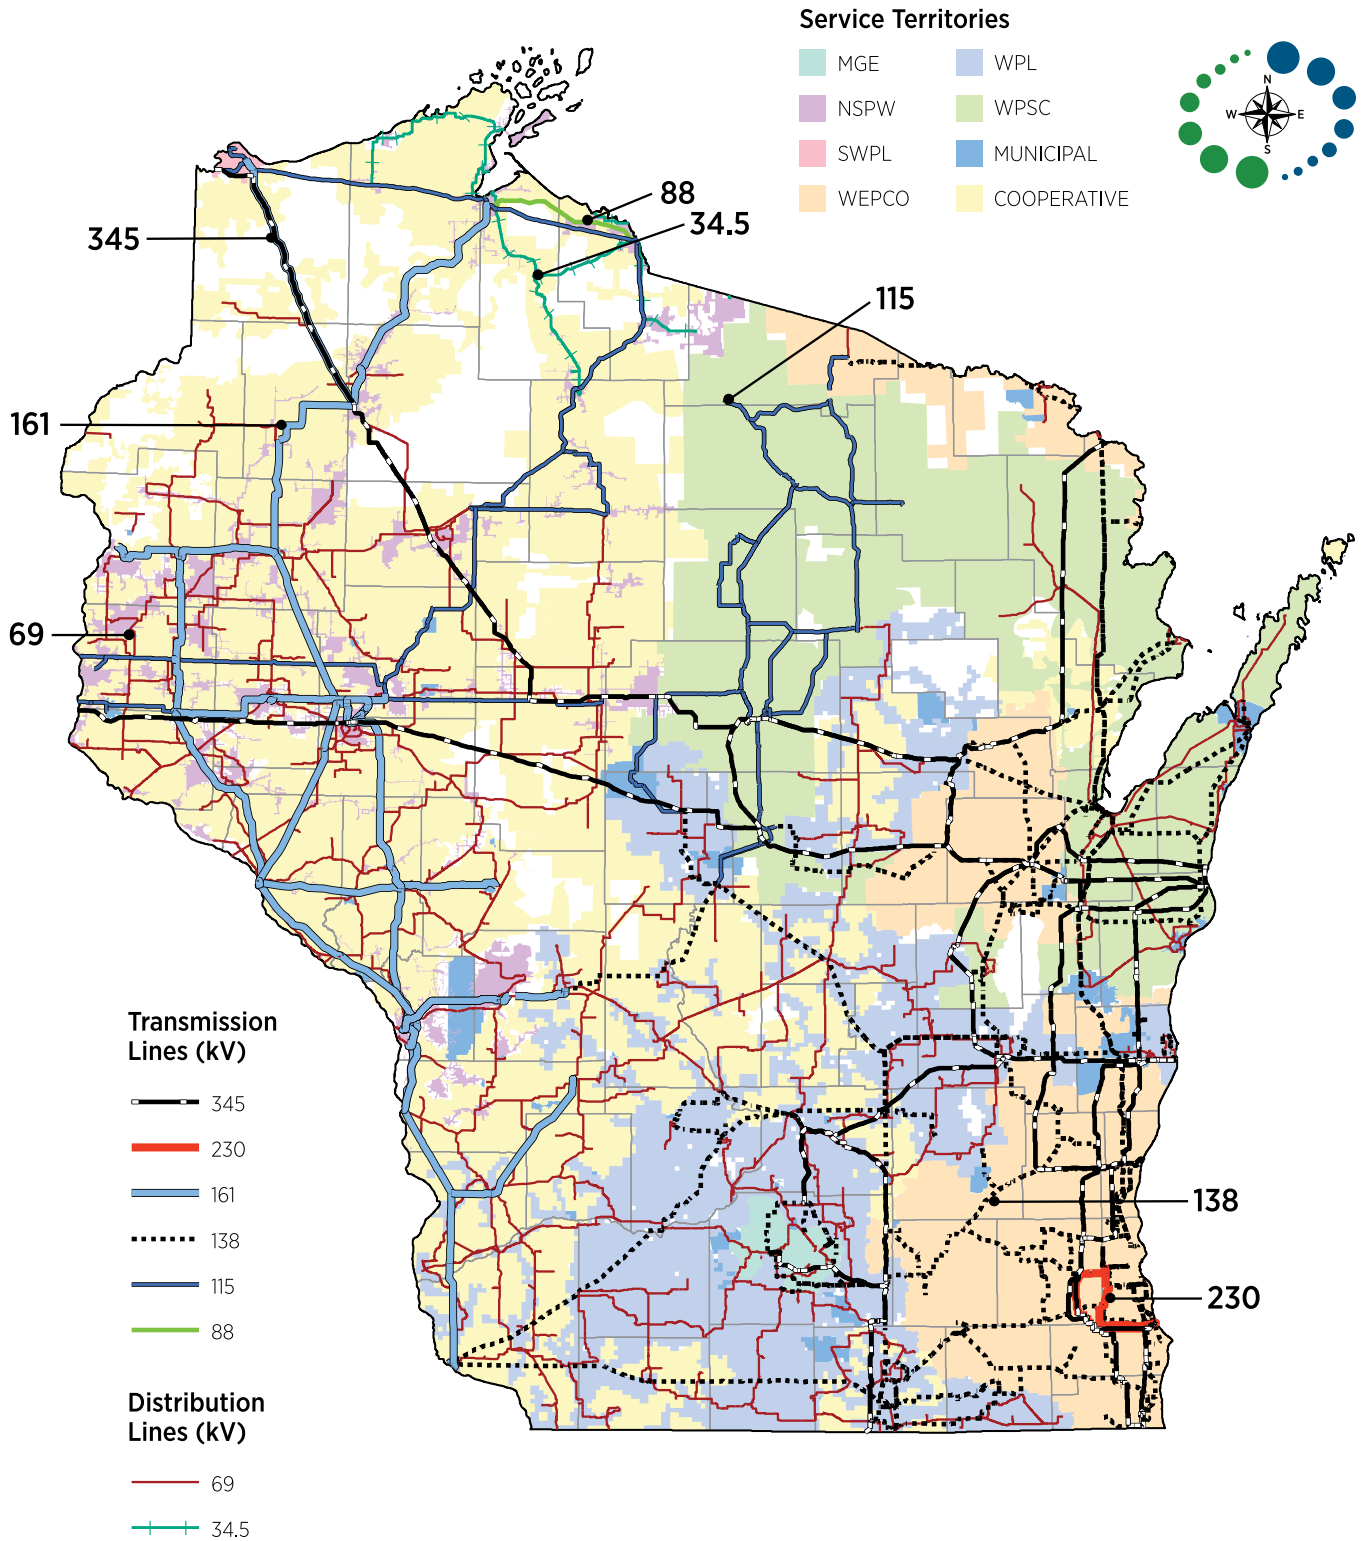 Service Territories
MGE
WPL
NSPW
WPSC
SWPL
MUNICIPAL
WEPCO
COOPERATIVE
N
W
E
S
88
34.5
345
115
161
69
138
230
Transmission
Lines (kV)
345
230
161
138
115
88
Distribution
Lines (kV)
69
34.5